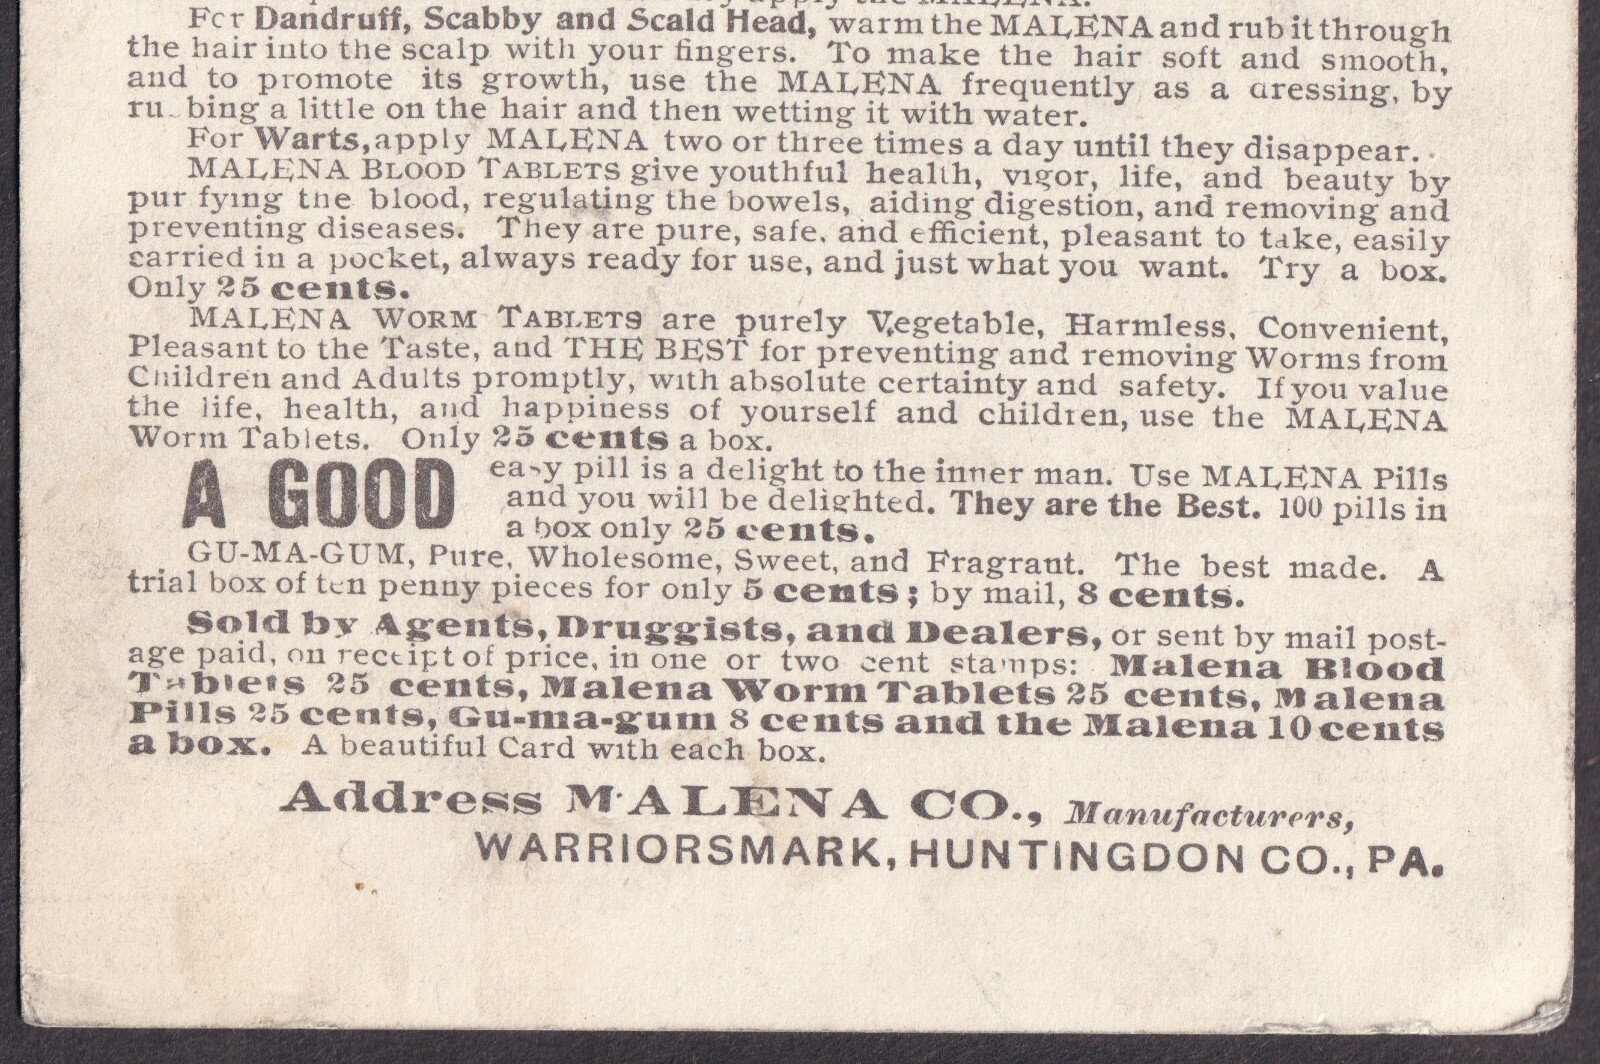 apply the MALENA.
For Dandruff, Scabby and Scald Head, warm the MALENA and rub it through
the hair into the scalp with your fingers. To make the hair soft and smooth,
and to promote its growth, use the MALENA frequently as a dressing, by
ru bing a little on the hair and then wetting it with water.
For Warts, apply MALENA two or three times a day until they disappear.
MALENA BLOOD TABLETS give youthful health, vigor, life, and beauty by
pur fying the blood, regulating the bowels, aiding digestion, and removing and
preventing diseases. They are pure, safe, and efficient, pleasant to take, easily
carried in a pocket, always ready for use, and just what you want. Try a box.
Only 25 cents.
MALENA WORM TABLETS are purely Vegetable, Harmless, Convenient,
Pleasant to the Taste, and THE BEST for preventing and removing Worms from
Children and Adults promptly, with absolute certainty and safety. If you value
the life, health, and happiness of yourself and children, use the MALENA
Worm Tablets. Only 25 cents a box.
A GOOD easy pill is a delight to the inner man. Use MALENA Pills
and you will be delighted. They are the Best. 100 pills in
a box only 25 cents.
GU-MA-GUM, Pure, Wholesome, Sweet, and Fragrant. The best made. A
trial box of ten penny pieces for only 5 cents; by mail, 8 cents.
Sold by Agents, Druggists, and Dealers, or sent by mail post-
age paid, on receipt of price, in one or two cent stamps: Malena Blood
Tablets 25 cents, Malena Worm Tablets 25 cents, Malena
Pills 25 cents, Gu-ma-gum 8 cents and the Malena 10 cents
a box. A beautiful Card with each box.
Address MALENA CO., Manufacturers,
WARRIORSMARK, HUNTINGDON CO., PA.